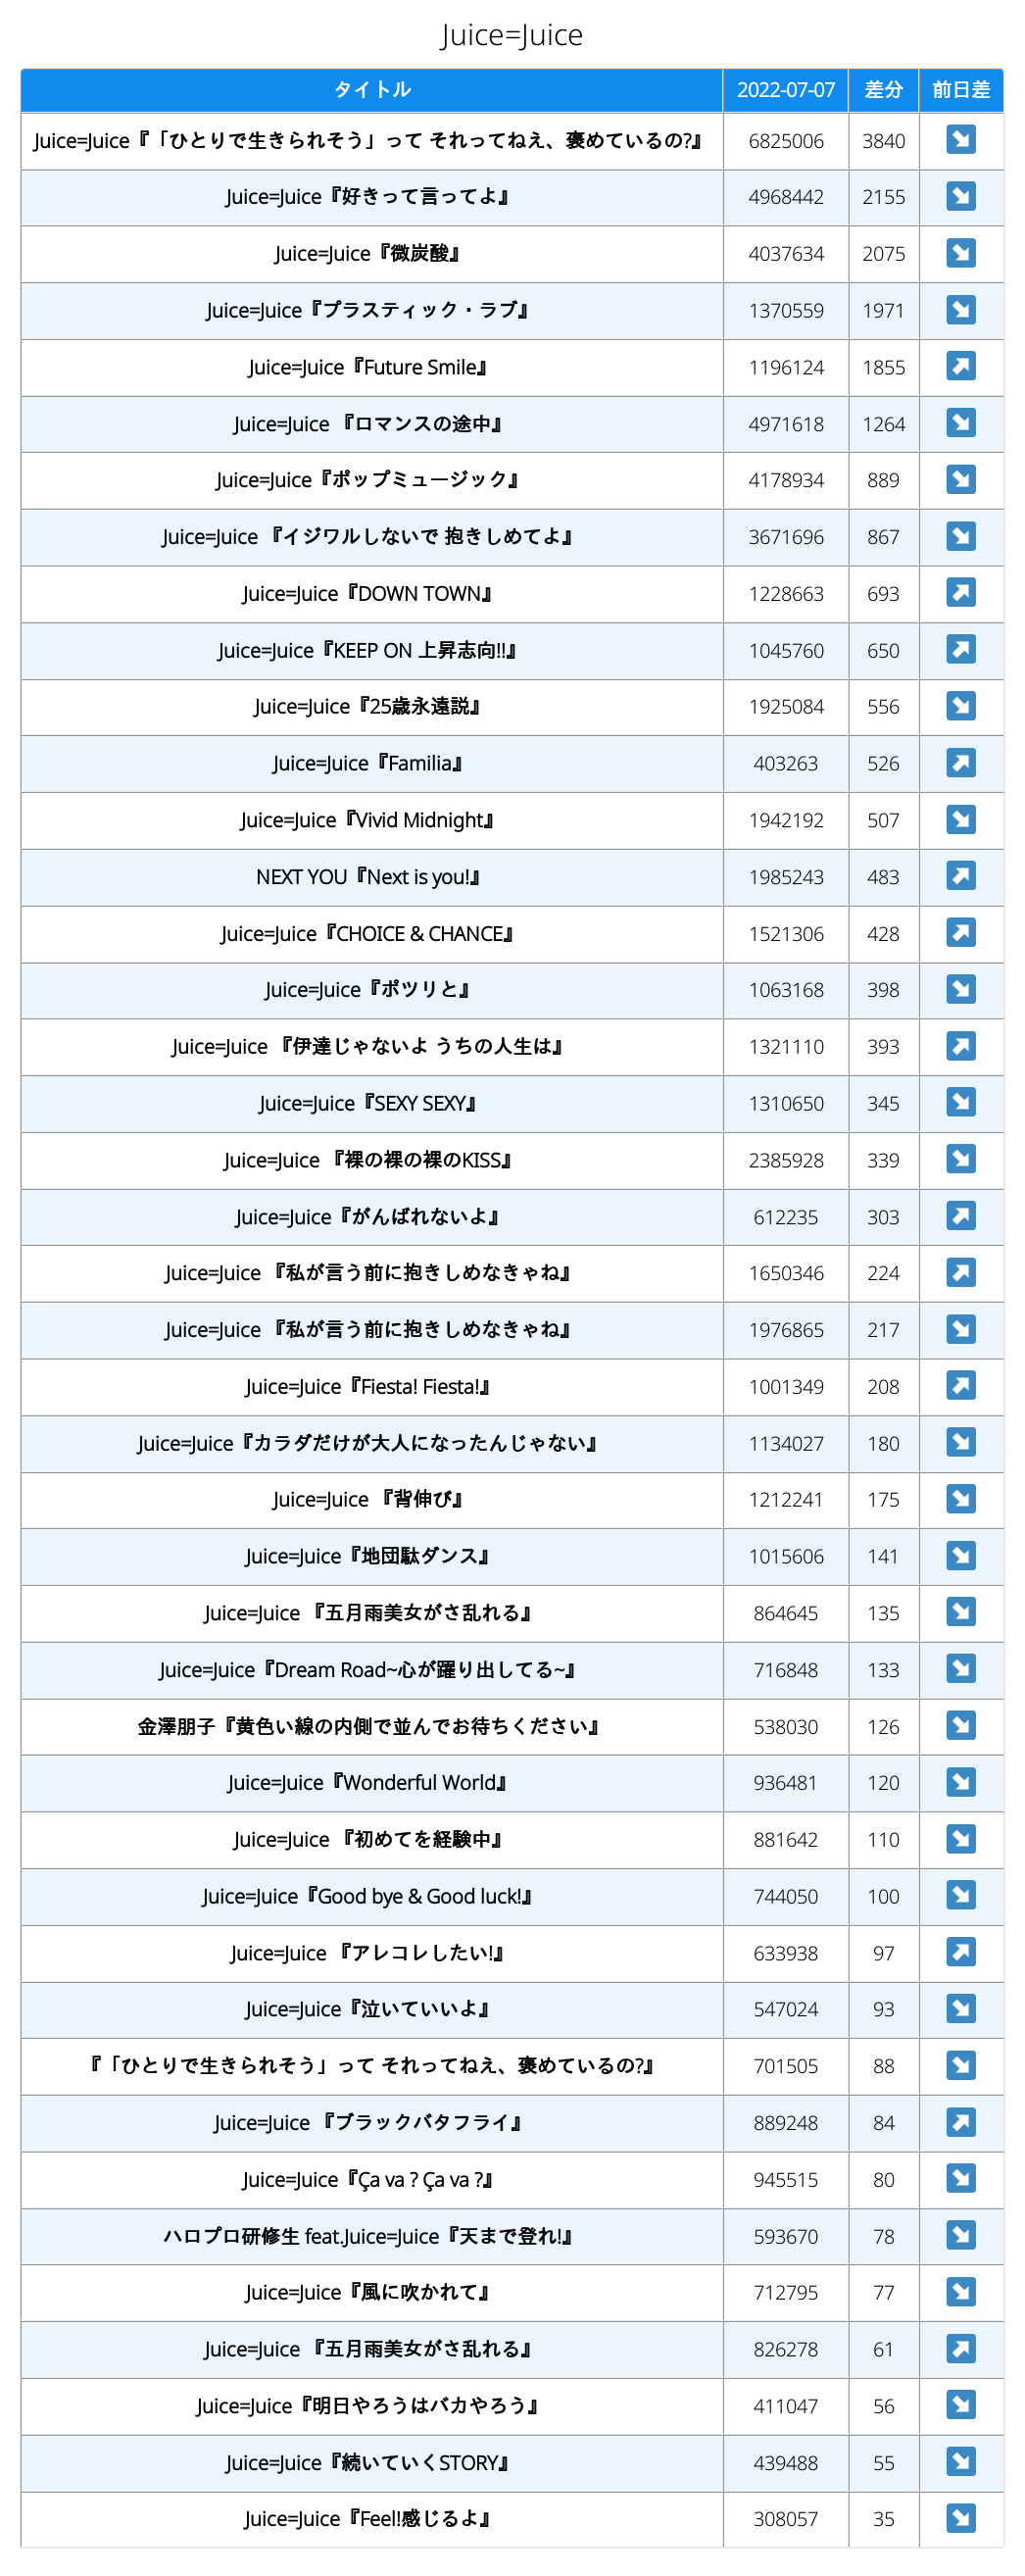 Juice=Juice
タイトル 2022-07-07 差分 前日差
Juice=Juice『「ひとりで生きられそう」って それってねえ、褒めているの?』 6825006 3840 ↘
Juice=Juice『好きって言ってよ』 4968442 2155 ↘
Juice=Juice『微炭酸』 4037634 2075 ↘
Juice=Juice『プラスティック・ラブ』 1370559 1971 ↘
Juice=Juice『Future Smile』 1196124 1855 ↗
Juice=Juice 『ロマンスの途中』 4971618 1264 ↘
Juice=Juice『ポップミュージック』 4178934 889 ↘
Juice=Juice 『イジワルしないで 抱きしめてよ』 3671696 867 ↘
Juice=Juice『DOWN TOWN』 1228663 693 ↗
Juice=Juice『KEEP ON 上昇志向!!』 1045760 650 ↗
Juice=Juice『25歳永遠説』 1925084 556 ↘
Juice=Juice『Familia』 403263 526 ↗
Juice=Juice『Vivid Midnight』 1942192 507 ↘
NEXT YOU『Next is you!』 1985243 483 ↗
Juice=Juice『CHOICE & CHANCE』 1521306 428 ↗
Juice=Juice『ポツリと』 1063168 398 ↘
Juice=Juice 『伊達じゃないよ うちの人生は』 1321110 393 ↗
Juice=Juice『SEXY SEXY』 1310650 345 ↘
Juice=Juice 『裸の裸の裸のKISS』 2385928 339 ↘
Juice=Juice『がんばれないよ』 612235 303 ↗
Juice=Juice 『私が言う前に抱きしめなきゃね』 1650346 224 ↗
Juice=Juice 『私が言う前に抱きしめなきゃね』 1976865 217 ↘
Juice=Juice『Fiesta! Fiesta!』 1001349 208 ↗
Juice=Juice『カラダだけが大人になったんじゃない』 1134027 180 ↘
Juice=Juice 『背伸び』 1212241 175 ↘
Juice=Juice『地団駄ダンス』 1015606 141 ↘
Juice=Juice 『五月雨美女がさ乱れる』 864645 135 ↘
Juice=Juice『Dream Road~心が躍り出してる~』 716848 133 ↘
金澤朋子『黄色い線の内側で並んでお待ちください』 538030 126 ↘
Juice=Juice『Wonderful World』 936481 120 ↘
Juice=Juice 『初めてを経験中』 881642 110 ↘
Juice=Juice『Good bye & Good luck!』 744050 100 ↘
Juice=Juice 『アレコレしたい!』 633938 97 ↗
Juice=Juice『泣いていいよ』 547024 93 ↘
『「ひとりで生きられそう」って それってねえ、褒めているの?』 701505 88 ↘
Juice=Juice 『ブラックバタフライ』 889248 84 ↗
Juice=Juice『Ça va ? Ça va ?』 945515 80 ↘
ハロプロ研修生 feat.Juice=Juice『天まで登れ!』 593670 78 ↘
Juice=Juice『風に吹かれて』 712795 77 ↘
Juice=Juice 『五月雨美女がさ乱れる』 826278 61 ↗
Juice=Juice『明日やろうはバカやろう』 411047 56 ↘
Juice=Juice『続いていくSTORY』 439488 55 ↘
Juice=Juice『Feel!感じるよ』 308057 35 ↘